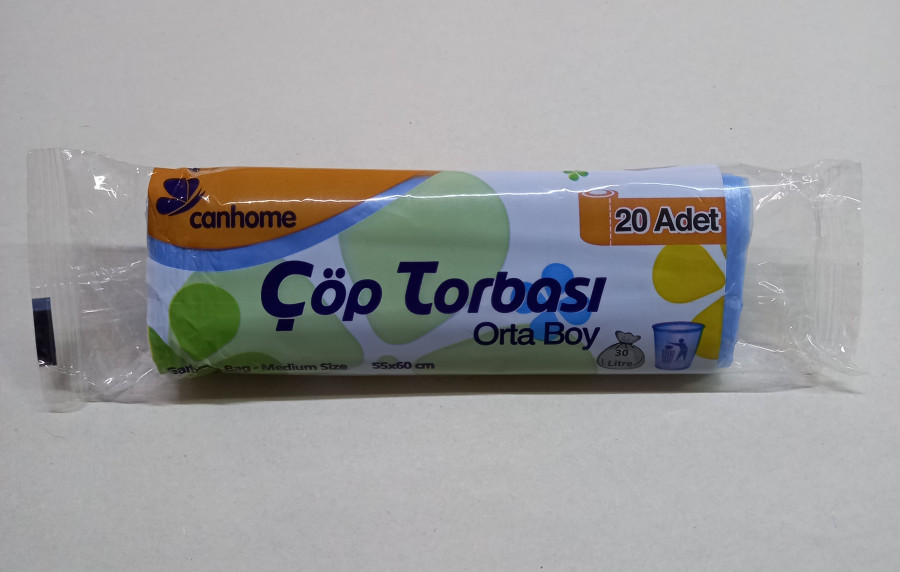 canhome
20 Adet
Çöp Torbası
Orta Boy
30
Litre
Bag - Medium Size 55x60 cm